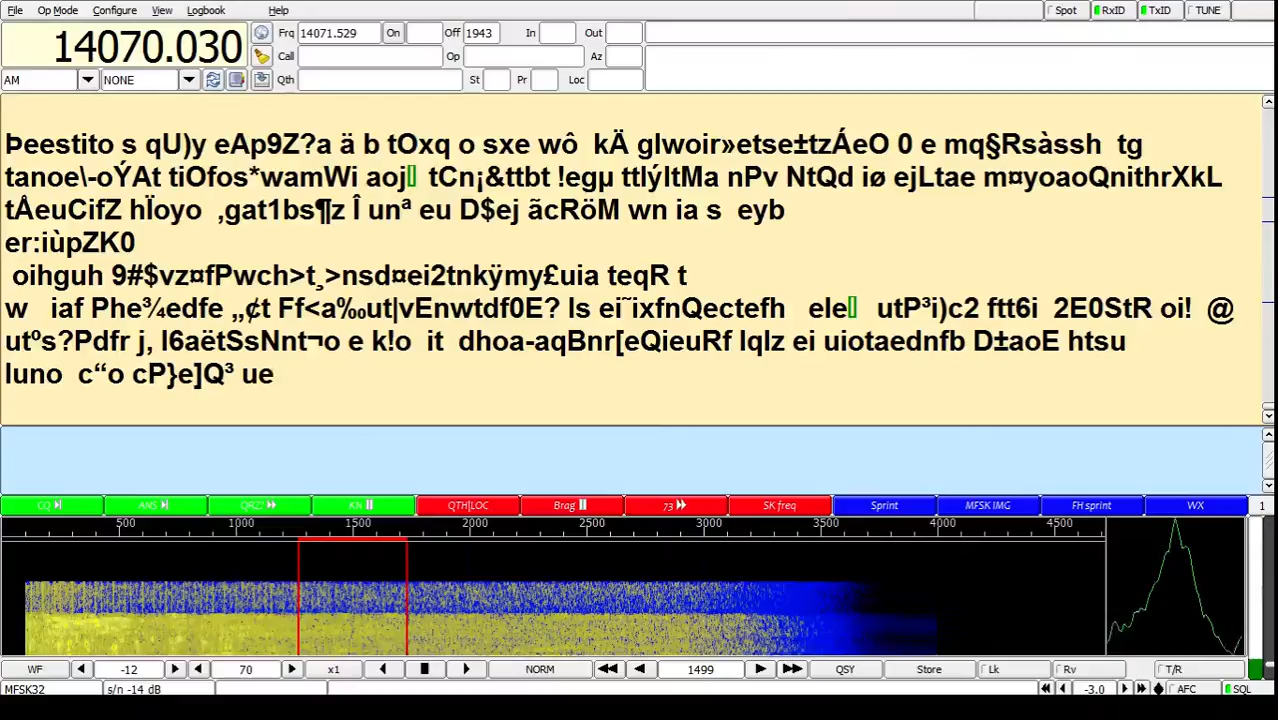 File Op Mode Configure View Logbook Help Spot RxID TxID TUNE
14070.030 Frq 14071.529 On Off 1943 In Out
Call Op Az
AM NONE Qth St Pr Loc
Þeestito s qU)y eAp9Z?a ä b tOxq o sxe wô kÄ glwoir»etse±tzÁeO 0 e mq§Rsàssh tg
tanoe\-oÝAt tiOfos*wamWi aoj tCn¡&ttbt !egµ ttlýltMa nPv NtQd iø ejLtae m¤yoaoQnithrXkL
tÅeuCifZ hÏoyo ,gat1bs¶z Î unª eu D$ej ãcRöM wn ia s eyb
er:iùpZK0
oihguh 9#$vz¤fPwch>t¸>nsd¤ei2tnkÿmy£uia teqR t
w iaf Phe¾edfe „¢t Ff<a‰ut|vEnwtdf0E? ls ei˜ixfnQectefh ele utP³i)c2 ftt6i 2E0StR oi! @
utºs?Pdfr j, l6aëtSsNnt¬o e k!o it dhoa-aqBnr[eQieuRf lqlz ei uiotaednfb D±aoE htsu
luno c“o cP}e]Q³ ue
CQ ANS QRZ! KN QTH|LOC Brag 73 SK freq Sprint MFSK IMG FH sprint WX 1
500 1000 1500 2000 2500 3000 3500 4000 4500
WF -12 70 x1 NORM 1499 QSY Store Lk Rv T/R
MFSK32 s/n -14 dB -3.0 AFC SQL